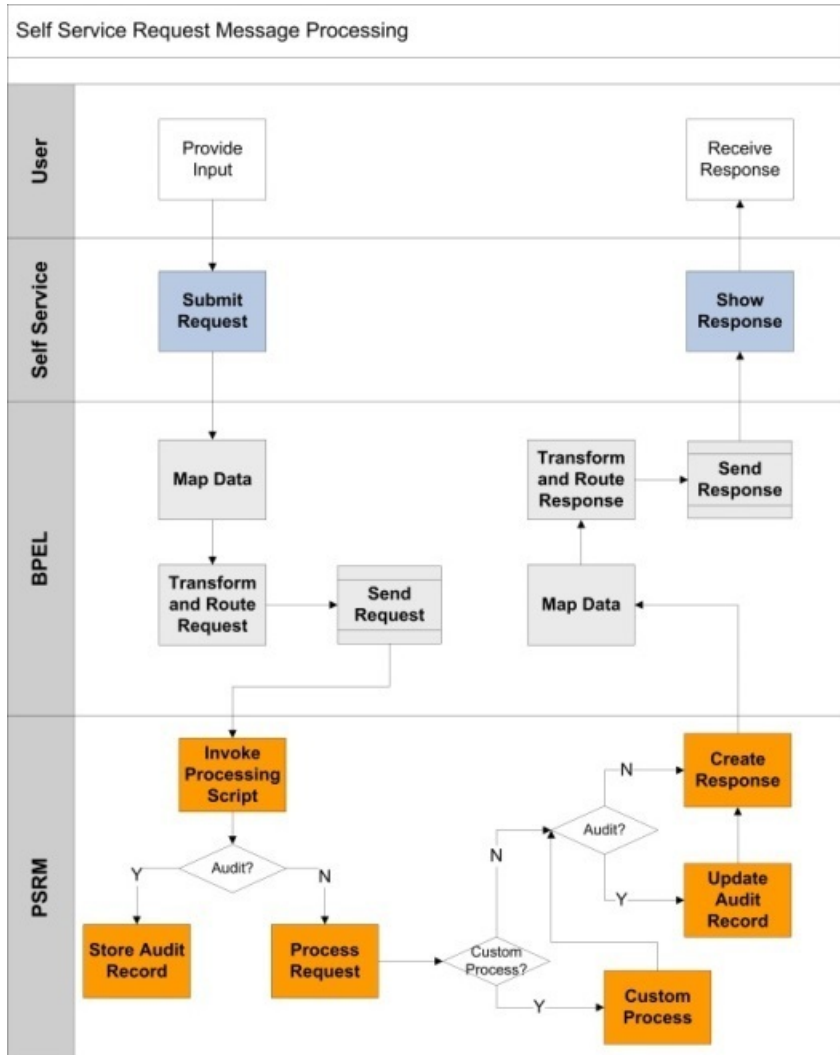 Self Service Request Message Processing
User
Provide
Input
Receive
Response
Self Service
Submit
Request
Show
Response
BPEL
Map Data
Transform
and Route
Response
Send
Response
Transform
and Route
Request
Send
Request
Map Data
PSRM
Invoke
Processing
Script
Create
Response
N
Audit?
Audit?
Y
N
N
Y
Update
Audit
Record
Store Audit
Record
Process
Request
Custom
Process?
Y
Custom
Process